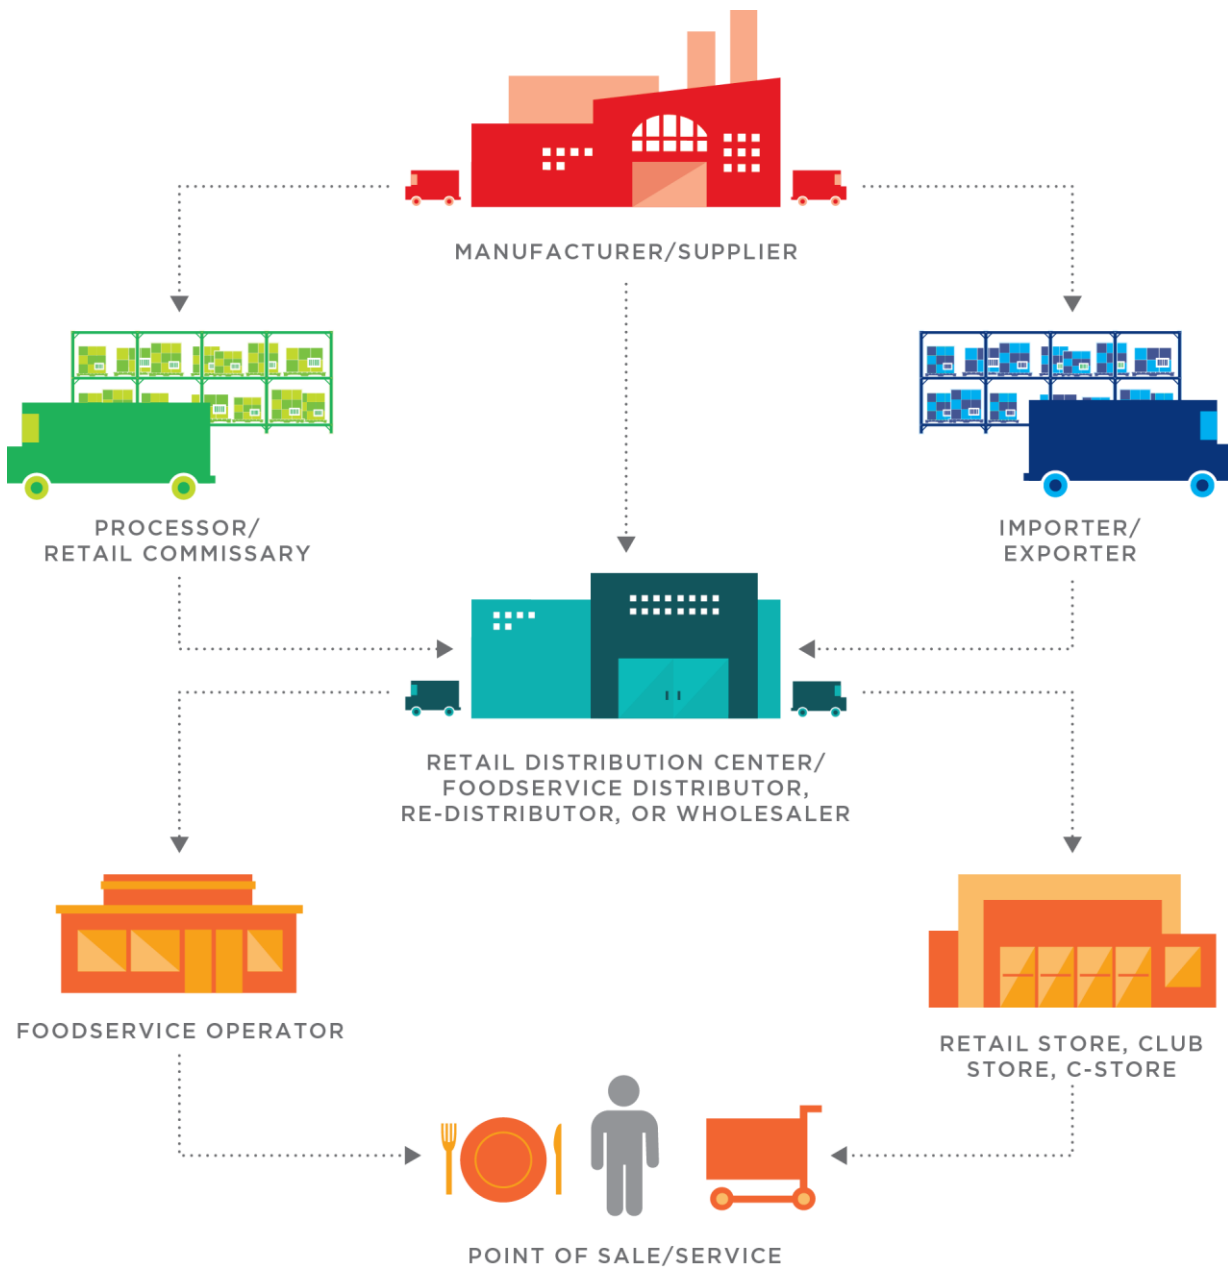 MANUFACTURER/SUPPLIER
PROCESSOR/
RETAIL COMMISSARY
IMPORTER/
EXPORTER
RETAIL DISTRIBUTION CENTER/
FOODSERVICE DISTRIBUTOR,
RE-DISTRIBUTOR, OR WHOLESALER
FOODSERVICE OPERATOR
RETAIL STORE, CLUB
STORE, C-STORE
POINT OF SALE/SERVICE